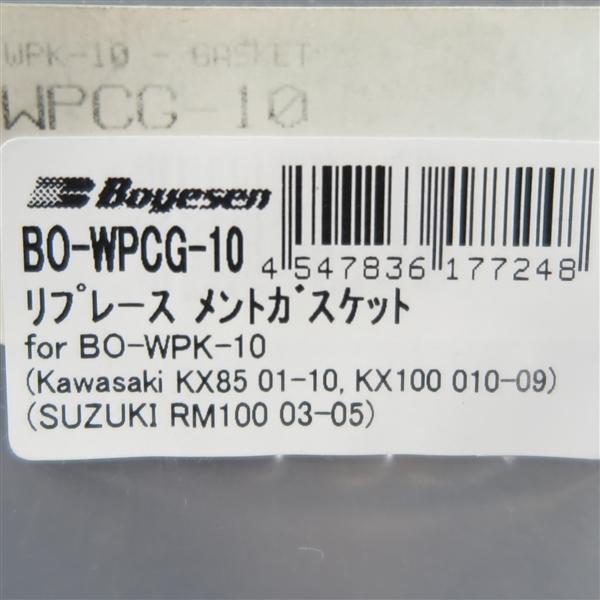 WPK-10 - GASKET
WPCG-10
Boyesen
BO-WPCG-10
4 547836 177248
リプレース メントガスケット
for BO-WPK-10
(Kawasaki KX85 01-10, KX100 010-09)
(SUZUKI RM100 03-05)